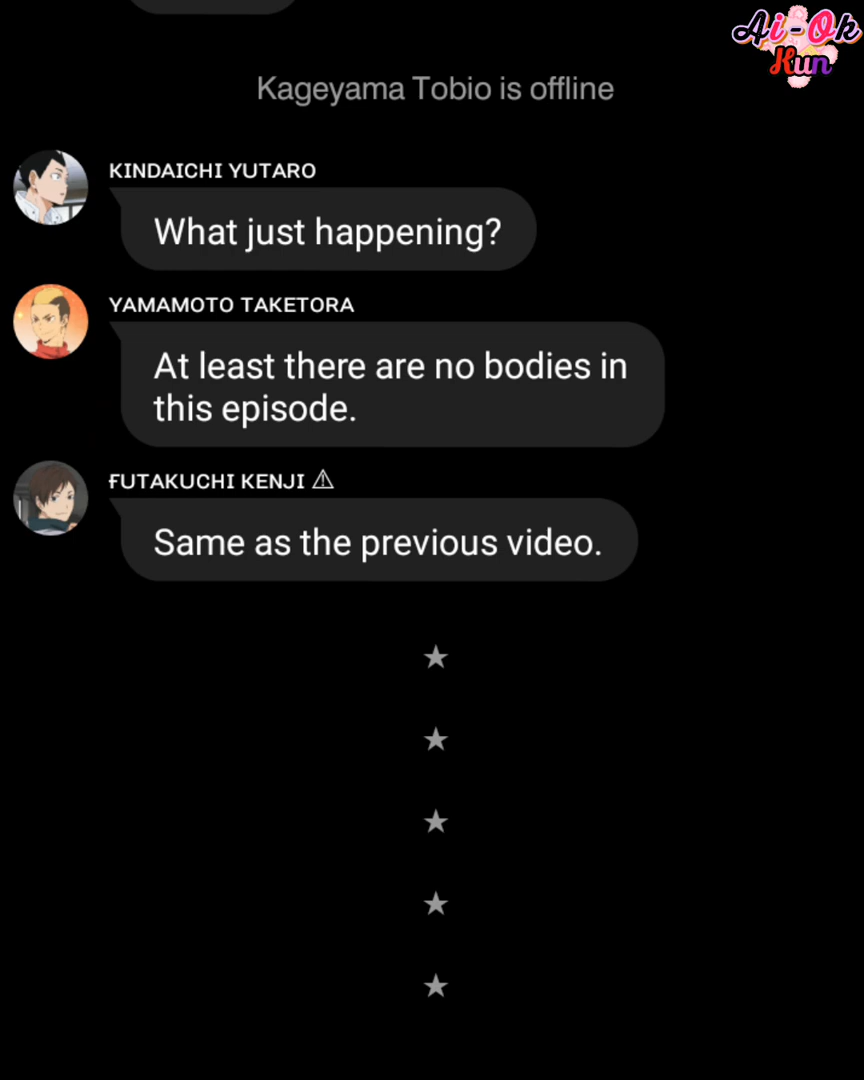 Ai-Ok
Kun
Kageyama Tobio is offline
KINDAICHI YUTARO
What just happening?
YAMAMOTO TAKETORA
At least there are no bodies in
this episode.
FUTAKUCHI KENJI ⚠
Same as the previous video.
★
★
★
★
★